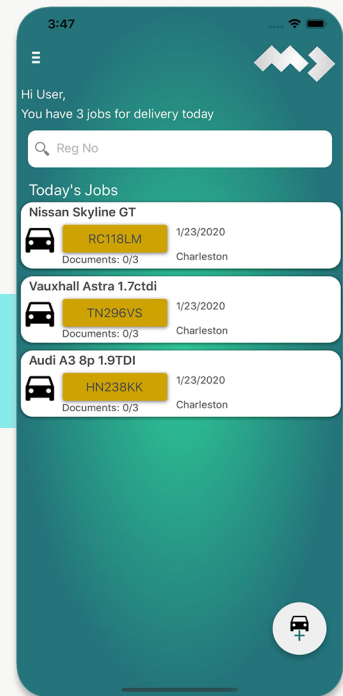 3:47
Hi User,
You have 3 jobs for delivery today
Reg No
Today's Jobs
Nissan Skyline GT
RC118LM
1/23/2020
Documents: 0/3
Charleston
Vauxhall Astra 1.7ctdi
TN296VS
1/23/2020
Documents: 0/3
Charleston
Audi A3 8p 1.9TDI
HN238KK
1/23/2020
Documents: 0/3
Charleston